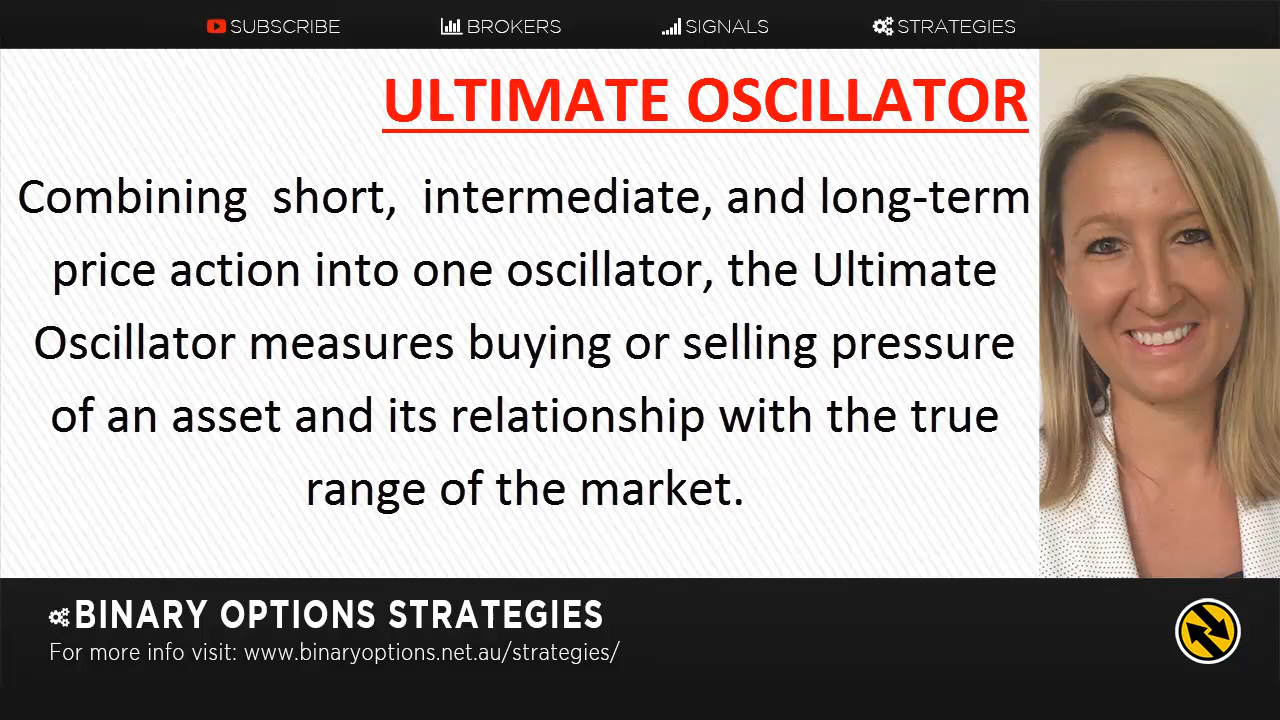 SUBSCRIBE BROKERS SIGNALS STRATEGIES
ULTIMATE OSCILLATOR
Combining short, intermediate, and long-term
price action into one oscillator, the Ultimate
Oscillator measures buying or selling pressure
of an asset and its relationship with the true
range of the market.
BINARY OPTIONS STRATEGIES
For more info visit: www.binaryoptions.net.au/strategies/